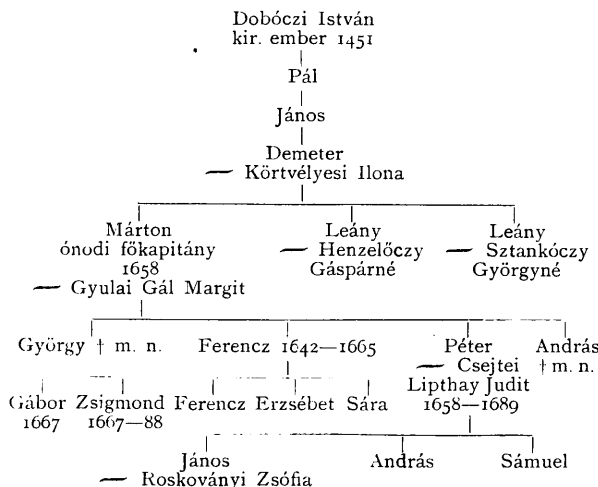 Dobóczi István
kir. ember 1451
Pál
János
Demeter
— Körtvélyesi Ilona
Márton Leány Leány
ónodi főkapitány — Henzelőczy — Sztankóczy
1658 Gáspárné Györgyné
— Gyulai Gál Margit
György † m. n. Ferencz 1642—1665 Péter András
— Csejtei † m. n.
Gábor Zsigmond Ferencz Erzsébet Sára Lipthay Judit
1667 1667—88 1658—1689
János András Sámuel
— Roskoványi Zsófia